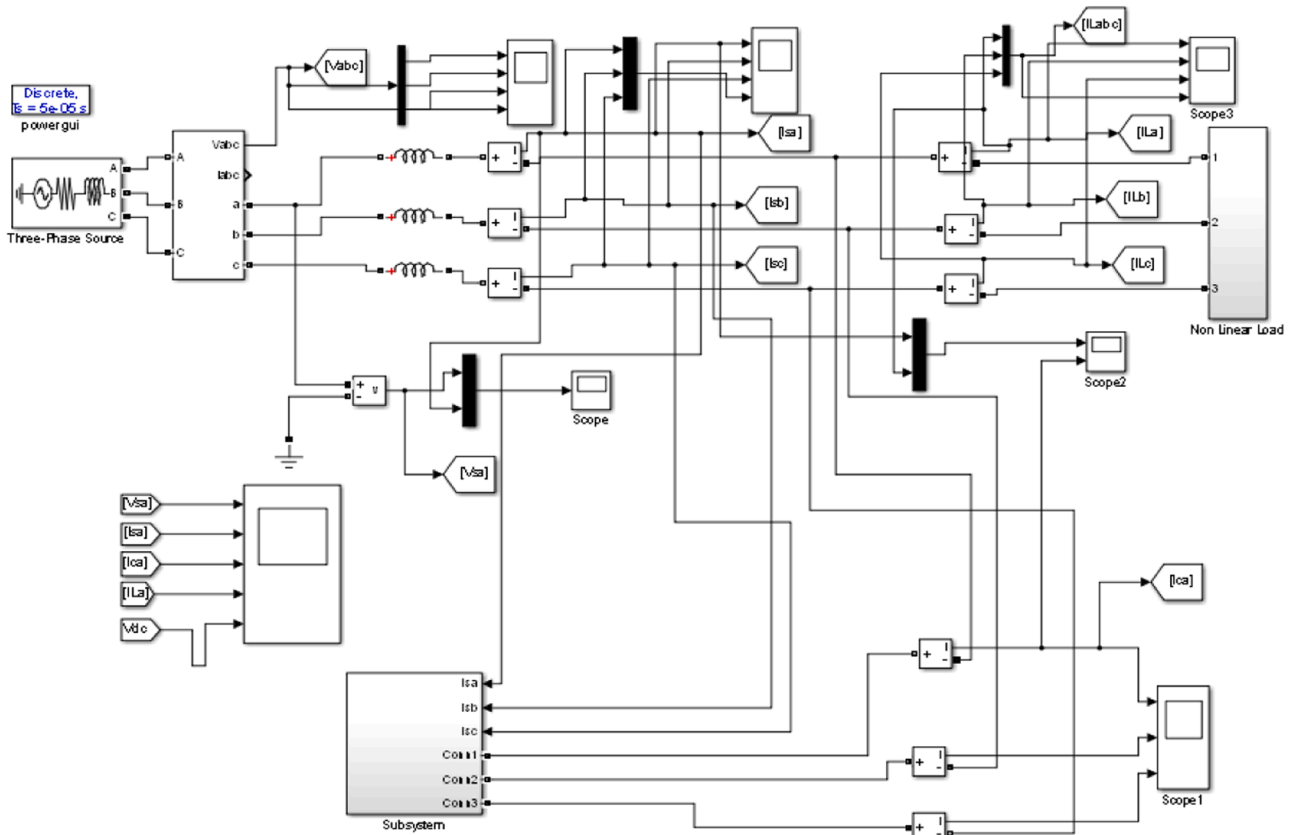 [ILabc]
[Vabc]
Discrete,
Ts = 5e-05 s
powergui
Scope3
Vabc
Iabc
a
b
c
A
B
C
A
B
C
Three-Phase Source
+
+
+
+ i -
+ i -
+ i -
[Isa]
[Isb]
[Isc]
+ i -
+ i -
+ i -
[ILa]
[ILb]
[ILc]
1
2
3
Non Linear Load
+ v -
Scope
Scope2
[Vsa]
[Vsa]
[Isa]
[Ica]
[ILa]
Vdc
[Ica]
+ i -
+ i -
+ i -
Isa
Isb
Isc
Conn1
Conn2
Conn3
Subsystem
Scope1